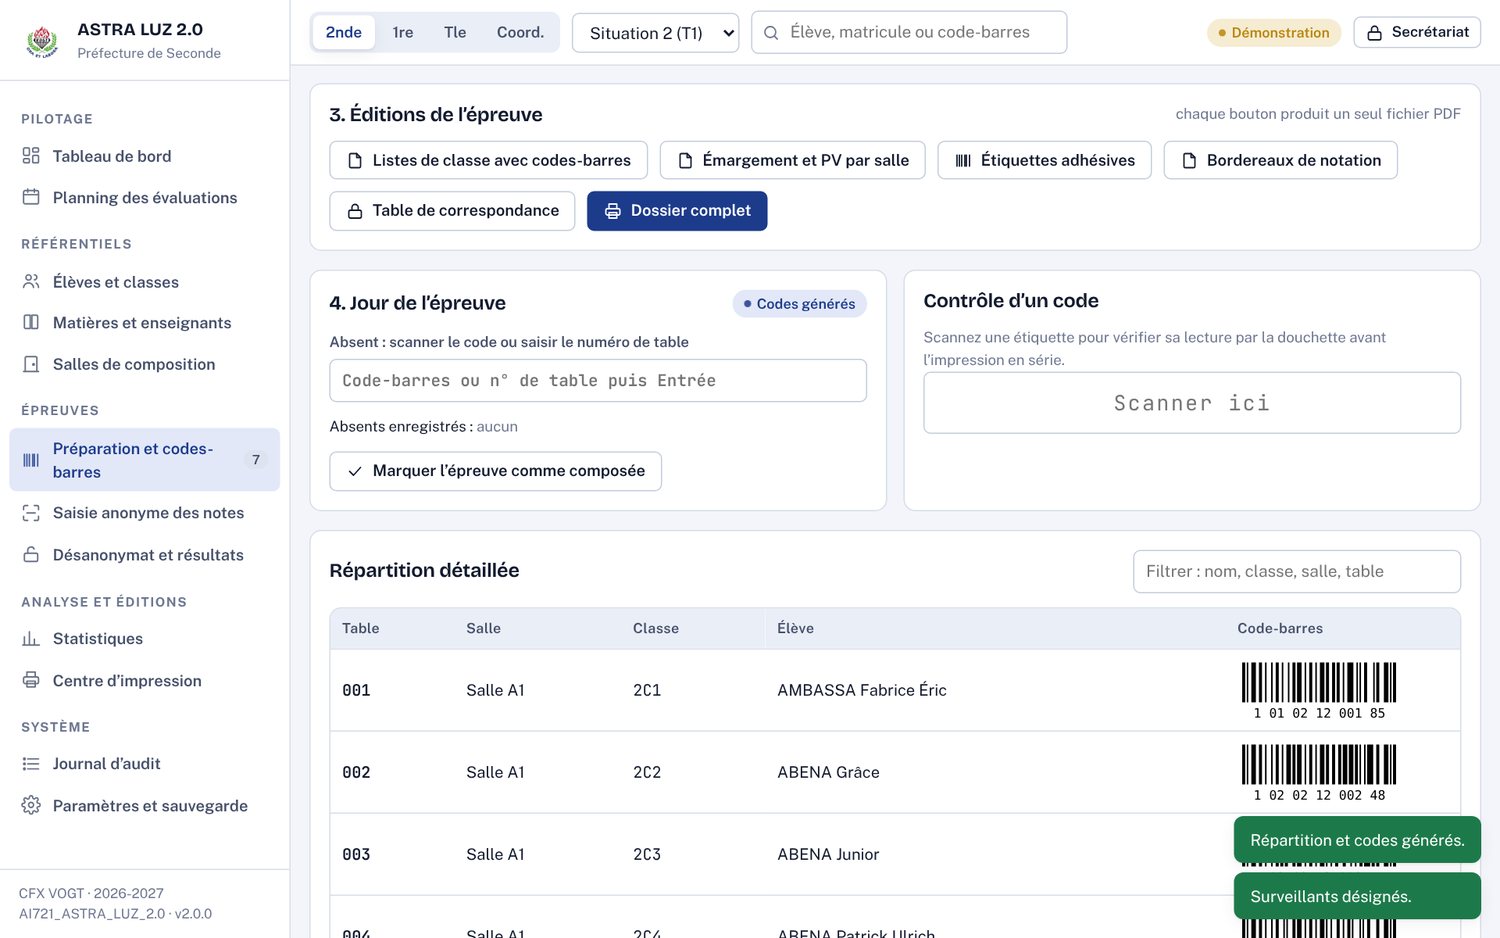 ASTRA LUZ 2.0
Préfecture de Seconde
PILOTAGE
Tableau de bord
Planning des évaluations
RÉFÉRENTIELS
Élèves et classes
Matières et enseignants
Salles de composition
ÉPREUVES
Préparation et codes-
barres
7
Saisie anonyme des notes
Désanonymat et résultats
ANALYSE ET ÉDITIONS
Statistiques
Centre d’impression
SYSTÈME
Journal d’audit
Paramètres et sauvegarde
CFX VOGT · 2026-2027
AI721_ASTRA_LUZ_2.0 · v2.0.0
2nde 1re Tle Coord.
Situation 2 (T1)
Élève, matricule ou code-barres
Démonstration
Secrétariat
3. Éditions de l’épreuve
chaque bouton produit un seul fichier PDF
Listes de classe avec codes-barres
Émargement et PV par salle
Étiquettes adhésives
Bordereaux de notation
Table de correspondance
Dossier complet
4. Jour de l’épreuve
Codes générés
Absent : scanner le code ou saisir le numéro de table
Code-barres ou n° de table puis Entrée
Absents enregistrés : aucun
Marquer l’épreuve comme composée
Contrôle d’un code
Scannez une étiquette pour vérifier sa lecture par la douchette avant
l’impression en série.
Scanner ici
Répartition détaillée
Filtrer : nom, classe, salle, table
Table Salle Classe Élève Code-barres
001 Salle A1 2C1 AMBASSA Fabrice Éric
1 01 02 12 001 85
002 Salle A1 2C2 ABENA Grâce
1 02 02 12 002 48
003 Salle A1 2C3 ABENA Junior
Répartition et codes générés.
Surveillants désignés.
004 Salle A1 2C4 ABENA Patrick Ulrich